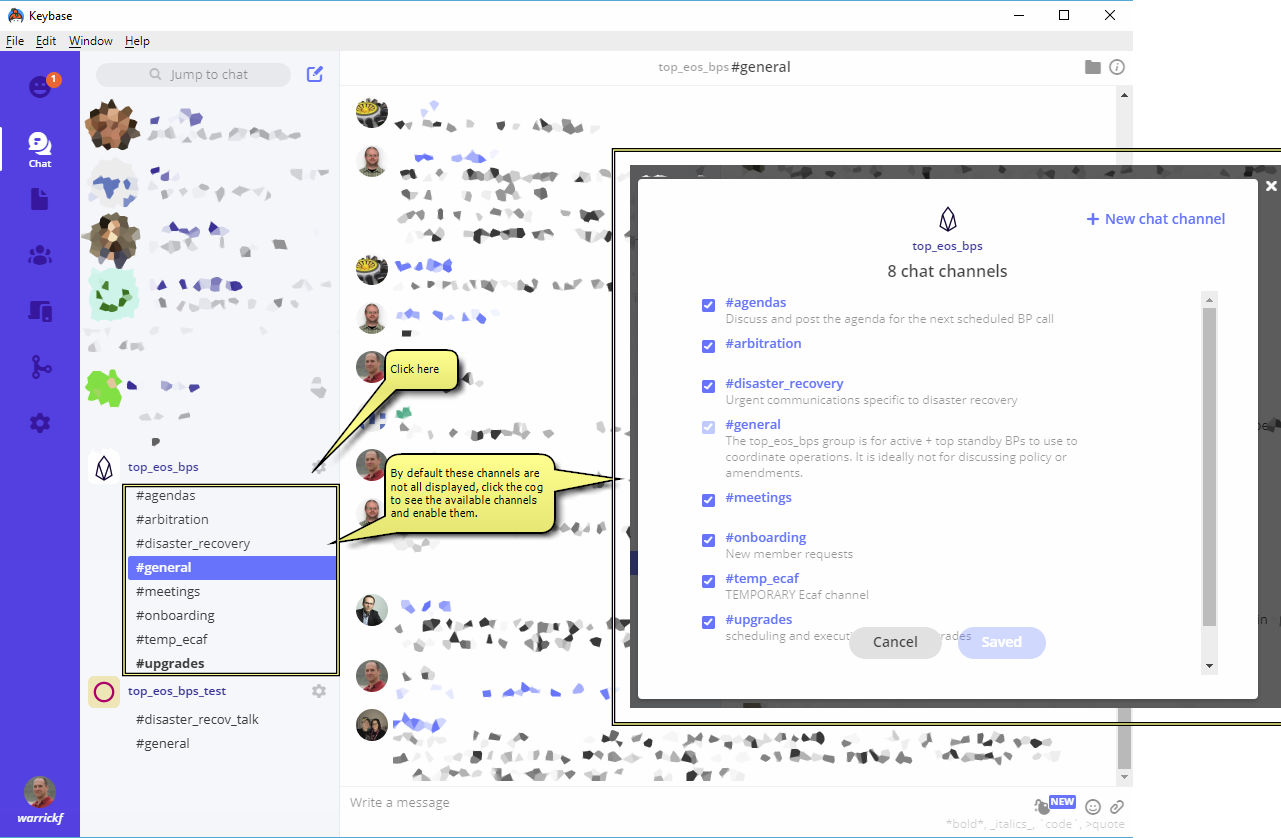 Keybase
File Edit Window Help
1
Jump to chat
Chat
top_eos_bps#general
Click here
By default these channels are
not all displayed, click the cog
to see the available channels
and enable them.
top_eos_bps
#agendas
#arbitration
#disaster_recovery
#general
#meetings
#onboarding
#temp_ecaf
#upgrades
top_eos_bps_test
#disaster_recov_talk
#general
warrickf
+ New chat channel
top_eos_bps
8 chat channels
#agendas
Discuss and post the agenda for the next scheduled BP call
#arbitration
#disaster_recovery
Urgent communications specific to disaster recovery
#general
The top_eos_bps group is for active + top standby BPs to use to
coordinate operations. It is ideally not for discussing policy or
amendments.
#meetings
#onboarding
New member requests
#temp_ecaf
TEMPORARY Ecaf channel
#upgrades
scheduling and
Cancel
Saved
Write a message
NEW
*bold*, _italics_, `code`, >quote